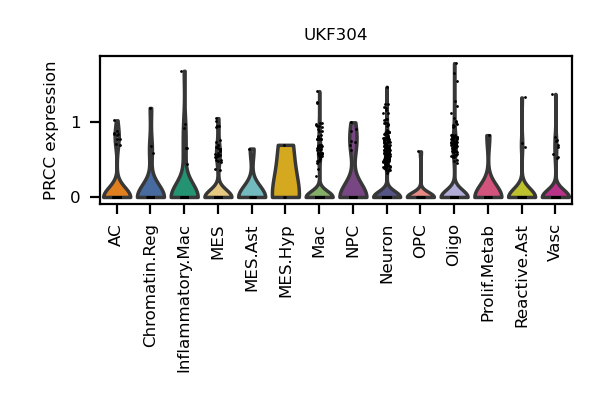 UKF304
PRCC expression
1
0
AC
Chromatin.Reg
Inflammatory.Mac
MES
MES.Ast
MES.Hyp
Mac
NPC
Neuron
OPC
Oligo
Prolif.Metab
Reactive.Ast
Vasc